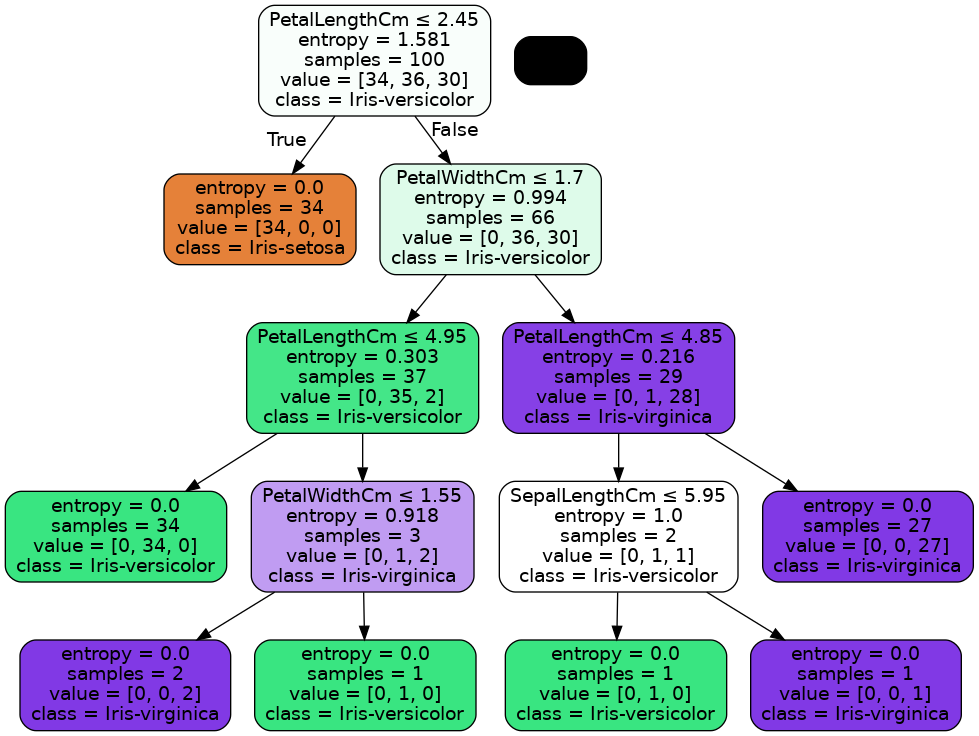 PetalLengthCm ≤ 2.45
entropy = 1.581
samples = 100
value = [34, 36, 30]
class = Iris-versicolor
True
False
entropy = 0.0
samples = 34
value = [34, 0, 0]
class = Iris-setosa
PetalWidthCm ≤ 1.7
entropy = 0.994
samples = 66
value = [0, 36, 30]
class = Iris-versicolor
PetalLengthCm ≤ 4.95
entropy = 0.303
samples = 37
value = [0, 35, 2]
class = Iris-versicolor
PetalLengthCm ≤ 4.85
entropy = 0.216
samples = 29
value = [0, 1, 28]
class = Iris-virginica
entropy = 0.0
samples = 34
value = [0, 34, 0]
class = Iris-versicolor
PetalWidthCm ≤ 1.55
entropy = 0.918
samples = 3
value = [0, 1, 2]
class = Iris-virginica
SepalLengthCm ≤ 5.95
entropy = 1.0
samples = 2
value = [0, 1, 1]
class = Iris-versicolor
entropy = 0.0
samples = 27
value = [0, 0, 27]
class = Iris-virginica
entropy = 0.0
samples = 2
value = [0, 0, 2]
class = Iris-virginica
entropy = 0.0
samples = 1
value = [0, 1, 0]
class = Iris-versicolor
entropy = 0.0
samples = 1
value = [0, 1, 0]
class = Iris-versicolor
entropy = 0.0
samples = 1
value = [0, 0, 1]
class = Iris-virginica